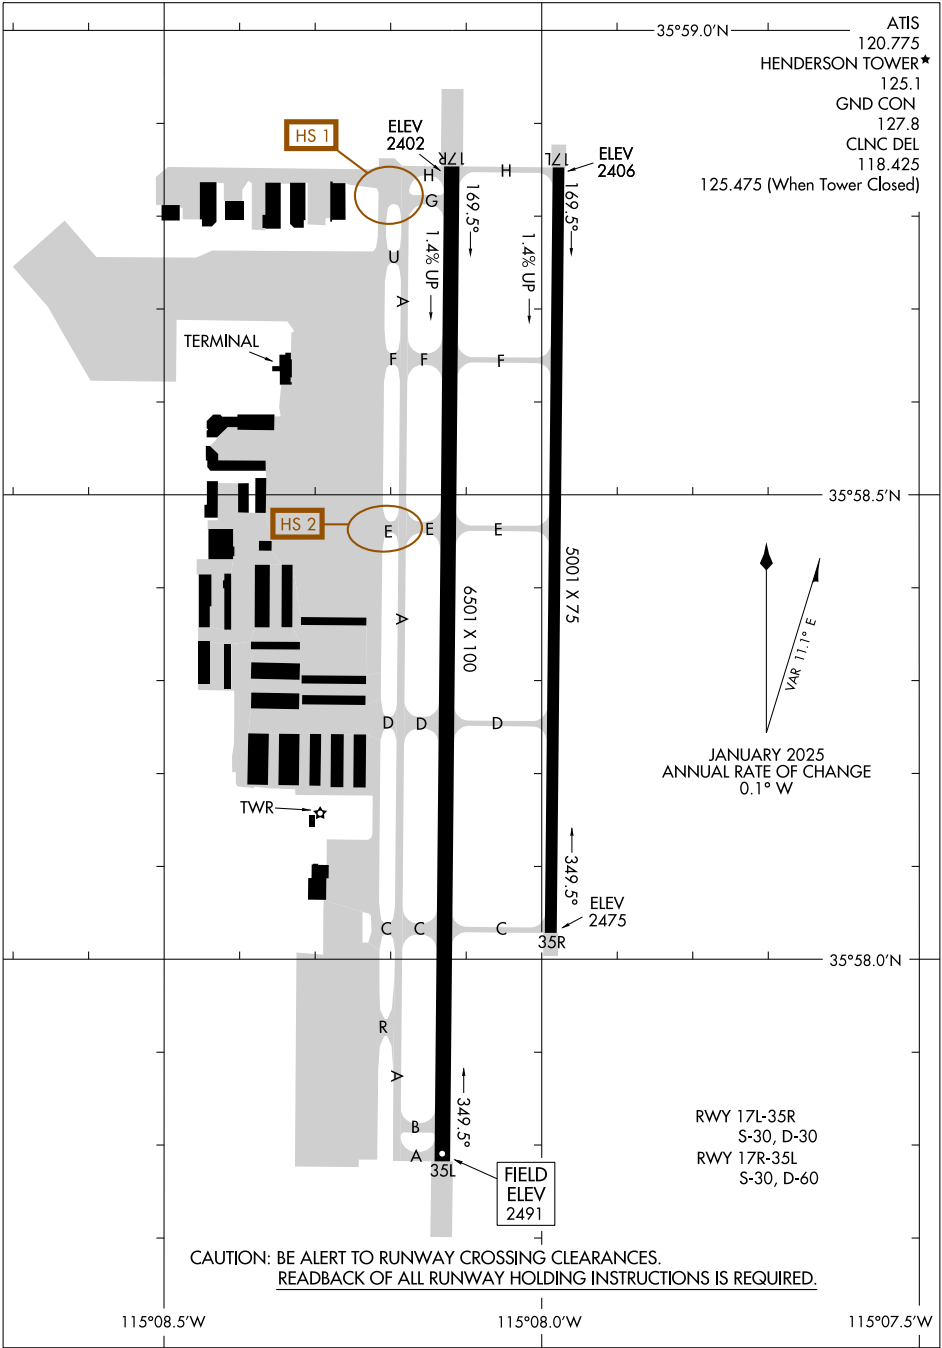 ATIS
35°59.0'N
120.775
HENDERSON TOWER★
125.1
GND CON
127.8
CLNC DEL
118.425
125.475 (When Tower Closed)
HS 1
ELEV
2402
17R
17L
ELEV
2406
H
H
G
169.5°
169.5°
1.4% UP
1.4% UP
U
A
TERMINAL
F
F
F
35°58.5'N
HS 2
E
E
E
5001 X 75
6501 X 100
A
VAR 11.1° E
D
D
D
JANUARY 2025
ANNUAL RATE OF CHANGE
0.1° W
TWR
349.5°
ELEV
2475
C
C
C
35R
35°58.0'N
R
A
349.5°
B
A
35L
FIELD
ELEV
2491
RWY 17L-35R
S-30, D-30
RWY 17R-35L
S-30, D-60
CAUTION: BE ALERT TO RUNWAY CROSSING CLEARANCES.
READBACK OF ALL RUNWAY HOLDING INSTRUCTIONS IS REQUIRED.
115°08.5'W
115°08.0'W
115°07.5'W